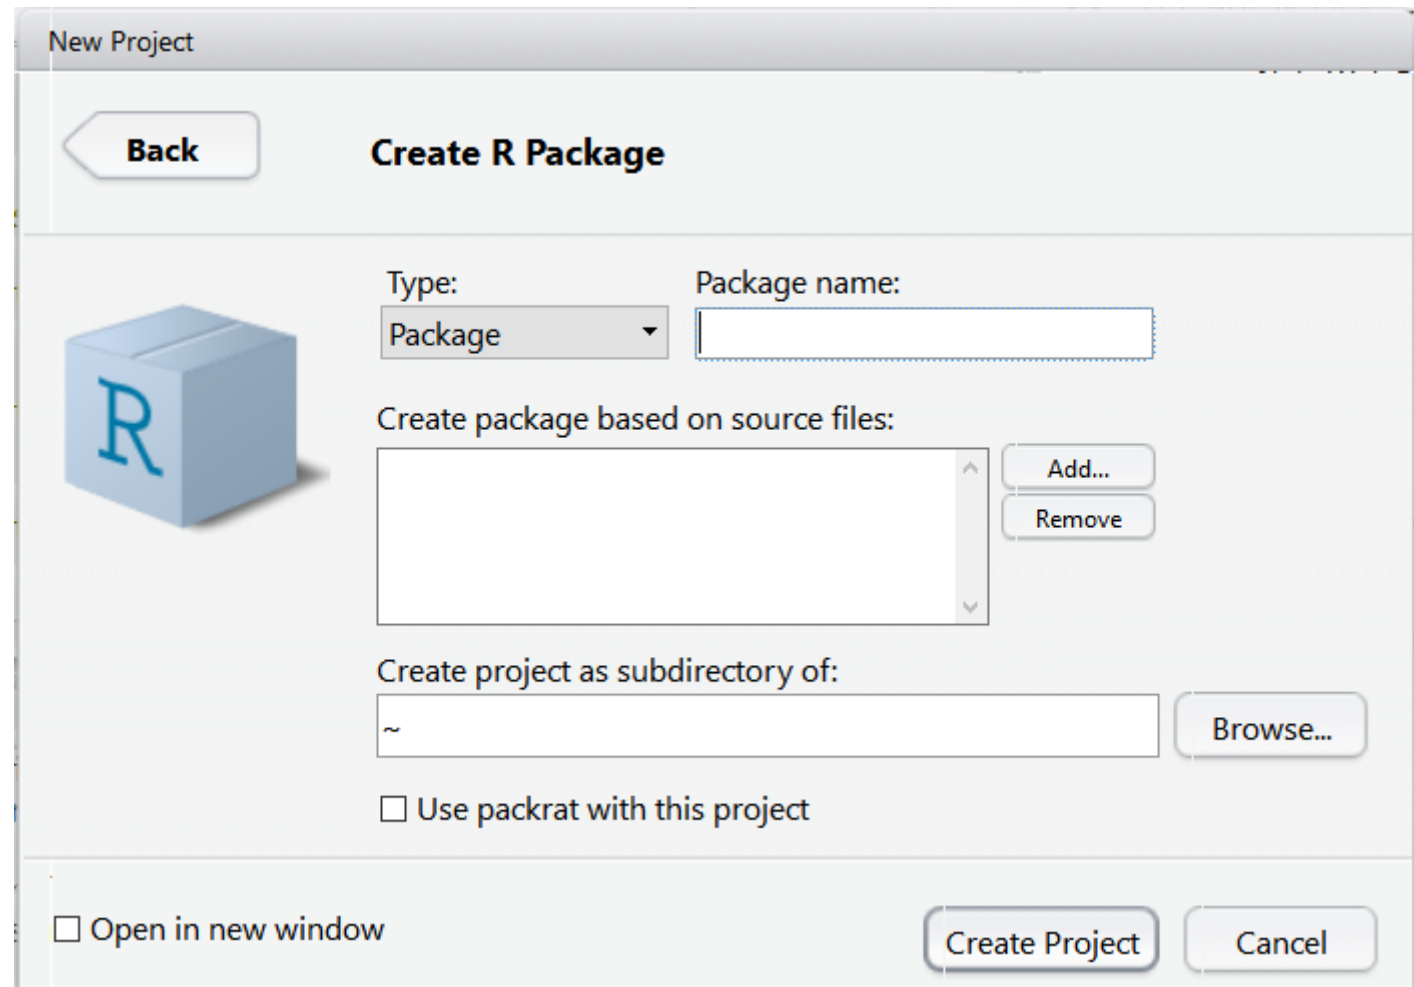 New Project
Back
Create R Package
Type:
Package name:
Package
R
Create package based on source files:
Add...
Remove
Create project as subdirectory of:
~
Browse...
Use packrat with this project
Open in new window
Create Project
Cancel